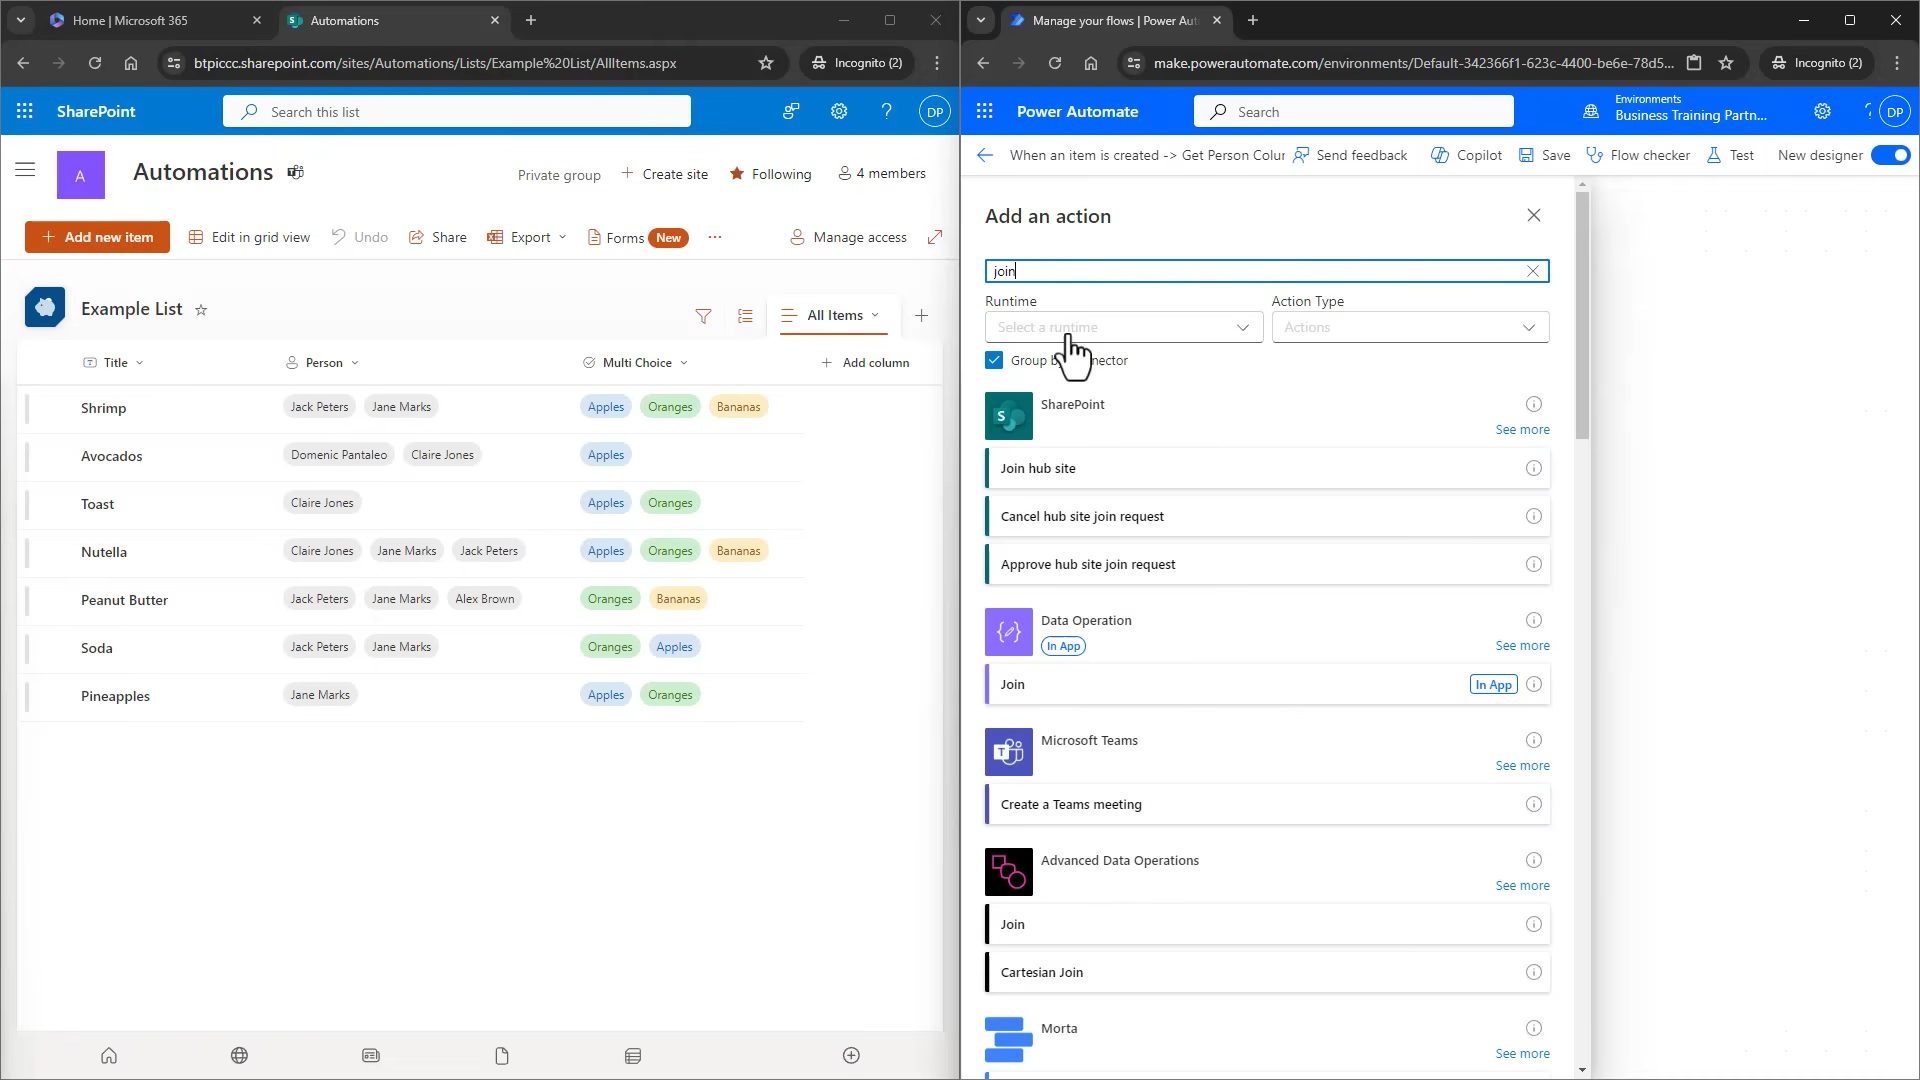 Home | Microsoft 365
Automations
btpiccc.sharepoint.com/sites/Automations/Lists/Example%20List/AllItems.aspx
Incognito (2)
SharePoint
Search this list
DP
A
Automations
Private group
Create site
Following
4 members
Add new item
Edit in grid view
Undo
Share
Export
Forms
New
Manage access
Example List
All Items
Title
Person
Multi Choice
Add column
Shrimp
Jack Peters
Jane Marks
Apples
Oranges
Bananas
Avocados
Domenic Pantaleo
Claire Jones
Apples
Toast
Claire Jones
Apples
Oranges
Nutella
Claire Jones
Jane Marks
Jack Peters
Apples
Oranges
Bananas
Peanut Butter
Jack Peters
Jane Marks
Alex Brown
Oranges
Bananas
Soda
Jack Peters
Jane Marks
Oranges
Apples
Pineapples
Jane Marks
Apples
Oranges
Manage your flows | Power Aut
make.powerautomate.com/environments/Default-342366f1-623c-4400-be6e-78d5...
Incognito (2)
Power Automate
Search
Environments
Business Training Partn...
DP
When an item is created -> Get Person Colu
Send feedback
Copilot
Save
Flow checker
Test
New designer
Add an action
join
Runtime
Action Type
Select a runtime
Actions
Group
SharePoint
See more
Join hub site
Cancel hub site join request
Approve hub site join request
Data Operation
In App
See more
Join
In App
Microsoft Teams
See more
Create a Teams meeting
Advanced Data Operations
See more
Join
Cartesian Join
Morta
See more